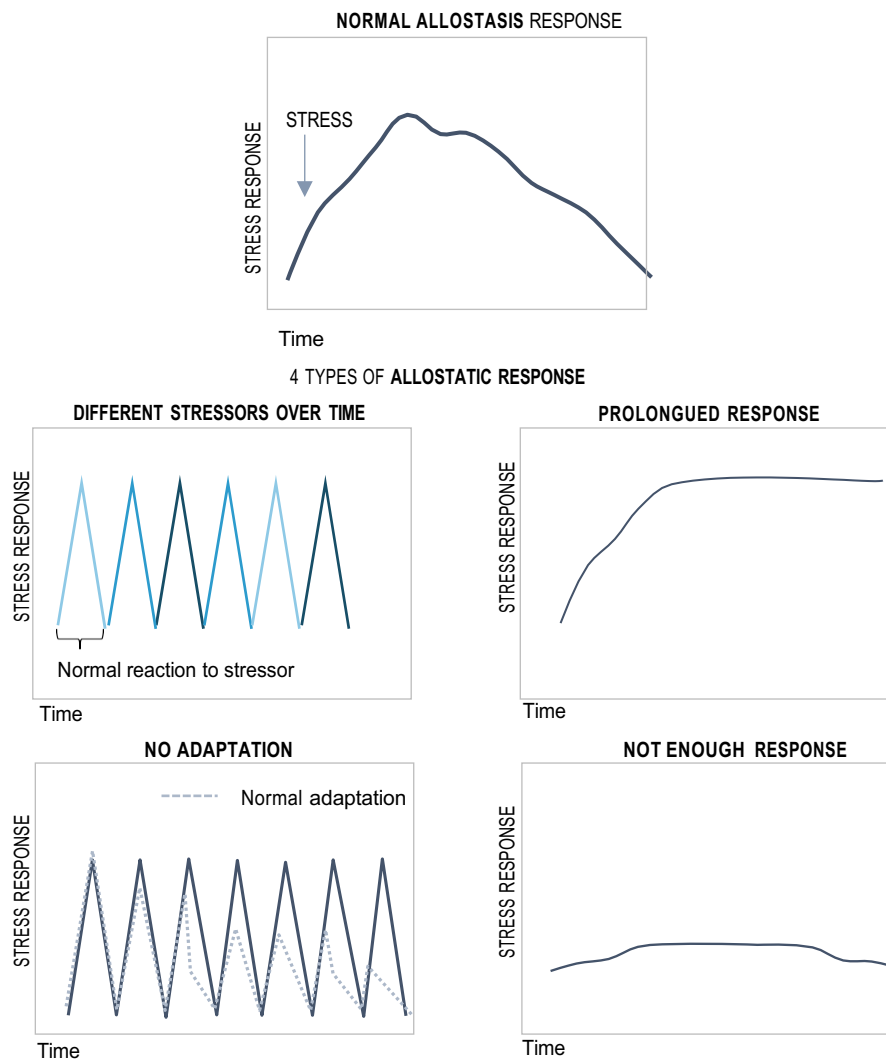 NORMAL ALLOSTASIS RESPONSE
STRESS
STRESS RESPONSE
Time
4 TYPES OF ALLOSTATIC RESPONSE
DIFFERENT STRESSORS OVER TIME
STRESS RESPONSE
Normal reaction to stressor
Time
PROLONGUED RESPONSE
STRESS RESPONSE
Time
NO ADAPTATION
Normal adaptation
STRESS RESPONSE
Time
NOT ENOUGH RESPONSE
STRESS RESPONSE
Time